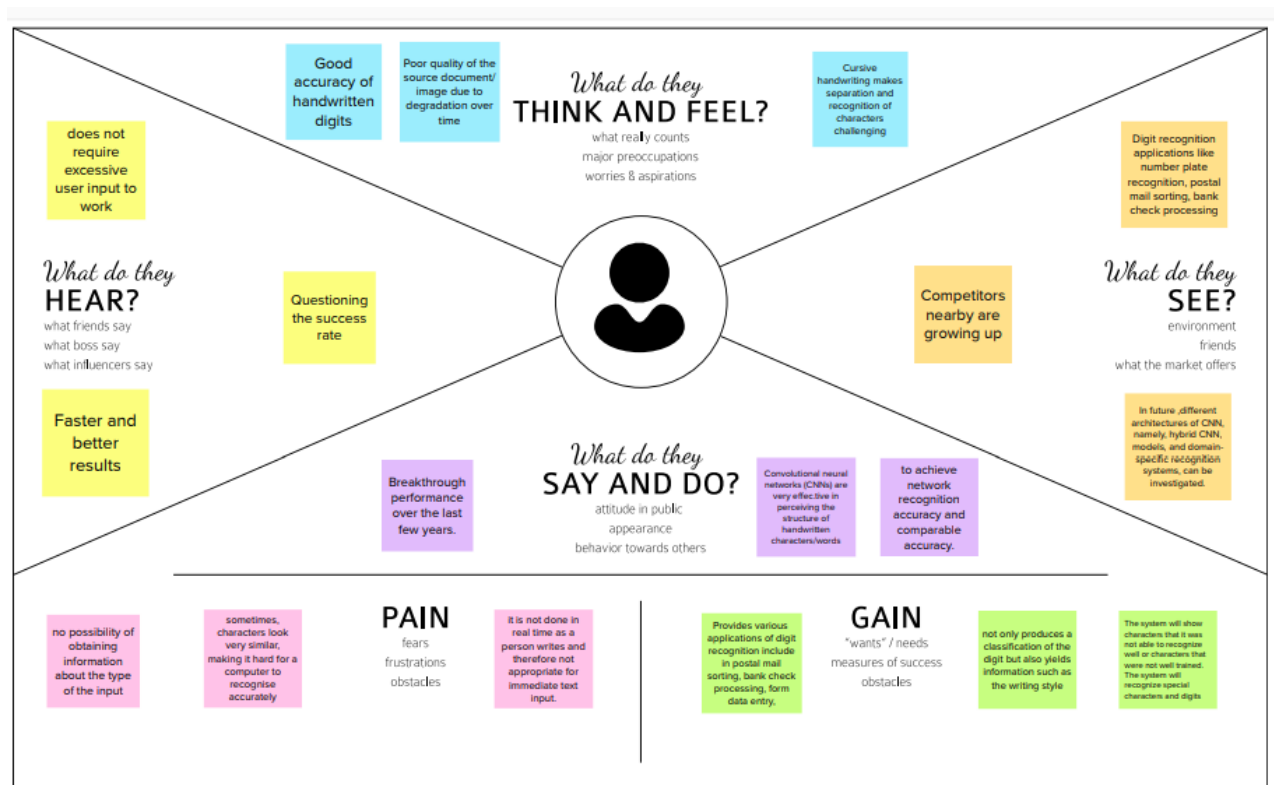 Good
accuracy of
handwritten
digits
Poor quality of the
source document/
image due to
degradation over
time
What do they
THINK AND FEEL?
what really counts
major preoccupations
worries & aspirations
Cursive
handwriting makes
separation and
recognition of
characters
challenging
does not
require
excessive
user input to
work
What do they
HEAR?
what friends say
what boss say
what influencers say
Questioning
the success
rate
Faster and
better
results
Digit recognition
applications like
number plate
recognition, postal
mail sorting, bank
check processing
Competitors
nearby are
growing up
What do they
SEE?
environment
friends
what the market offers
In future ,different
architectures of CNN,
namely, hybrid CNN,
models, and domain-
specific recognition
systems, can be
investigated.
Breakthrough
performance
over the last
few years.
What do they
SAY AND DO?
attitude in public
appearance
behavior towards others
Convolutional neural
networks (CNNs) are
very effective in
perceiving the
structure of
handwritten
characters/words
to achieve
network
recognition
accuracy and
comparable
accuracy.
no possibility of
obtaining
information
about the type
of the input
sometimes,
characters look
very similar,
making it hard for a
computer to
recognise
accurately
PAIN
fears
frustrations
obstacles
it is not done in
real time as a
person writes and
therefore not
appropriate for
immediate text
input.
Provides various
applications of digit
recognition include
in postal mail
sorting, bank check
processing, form
data entry,
GAIN
"wants" / needs
measures of success
obstacles
not only produces a
classification of the
digit but also yields
information such as
the writing style
The system will show
characters that it was
not able to recognize
well or characters that
were not well trained.
The system will
recognize special
characters and digits